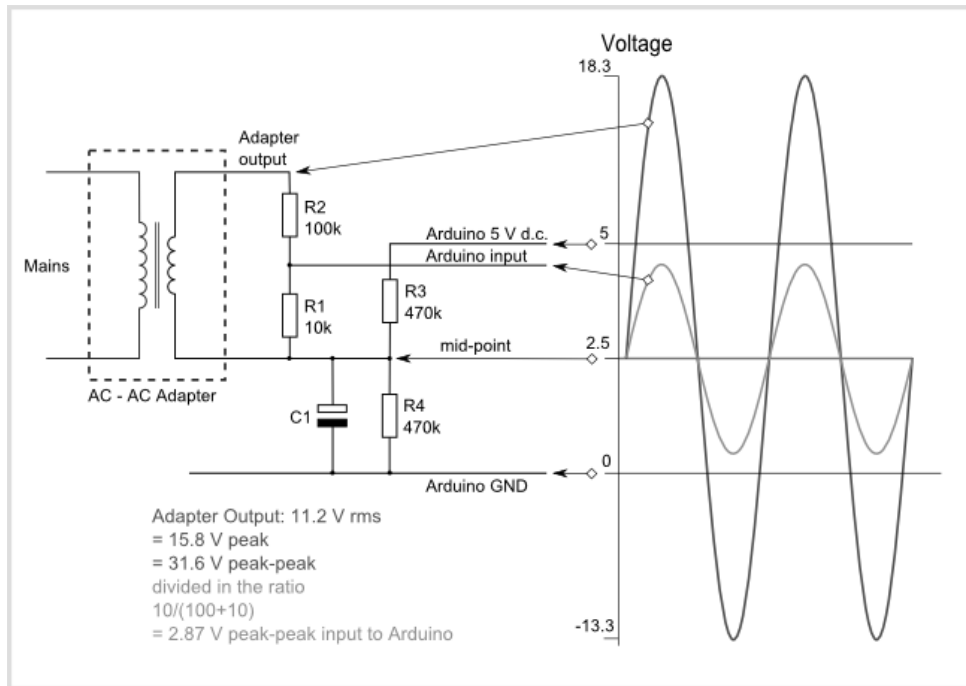 Voltage
18.3
Adapter
output
R2
100k
Arduino 5 V d.c.
5
Arduino input
Mains
R1
10k
R3
470k
mid-point
2.5
AC - AC Adapter
C1
R4
470k
0
Arduino GND
Adapter Output: 11.2 V rms
= 15.8 V peak
= 31.6 V peak-peak
divided in the ratio
10/(100+10)
= 2.87 V peak-peak input to Arduino
-13.3